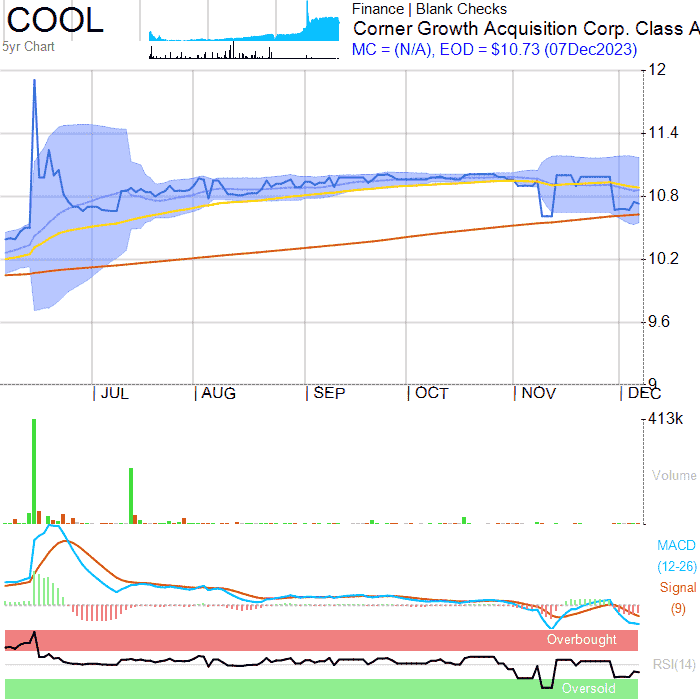 COOL
5yr Chart
Finance | Blank Checks
Corner Growth Acquisition Corp. Class A
MC = (N/A), EOD = $10.73 (07Dec2023)
12
11.4
10.8
10.2
9.6
9
JUL AUG SEP OCT NOV DEC
413k
Volume
MACD
(12-26)
Signal
(9)
Overbought
RSI(14)
Oversold